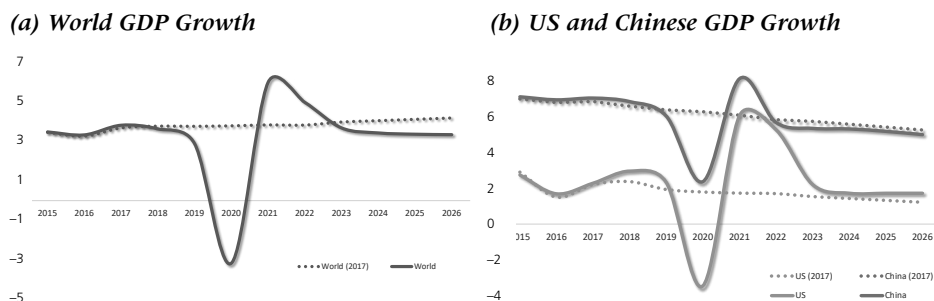 (a) World GDP Growth
7
5
3
1
–1
–3
–5
2015 2016 2017 2018 2019 2020 2021 2022 2023 2024 2025 2026
World (2017) World
(b) US and Chinese GDP Growth
8
6
4
2
0
–2
–4
015 2016 2017 2018 2019 2020 2021 2022 2023 2024 2025 2026
US (2017) China (2017)
US China